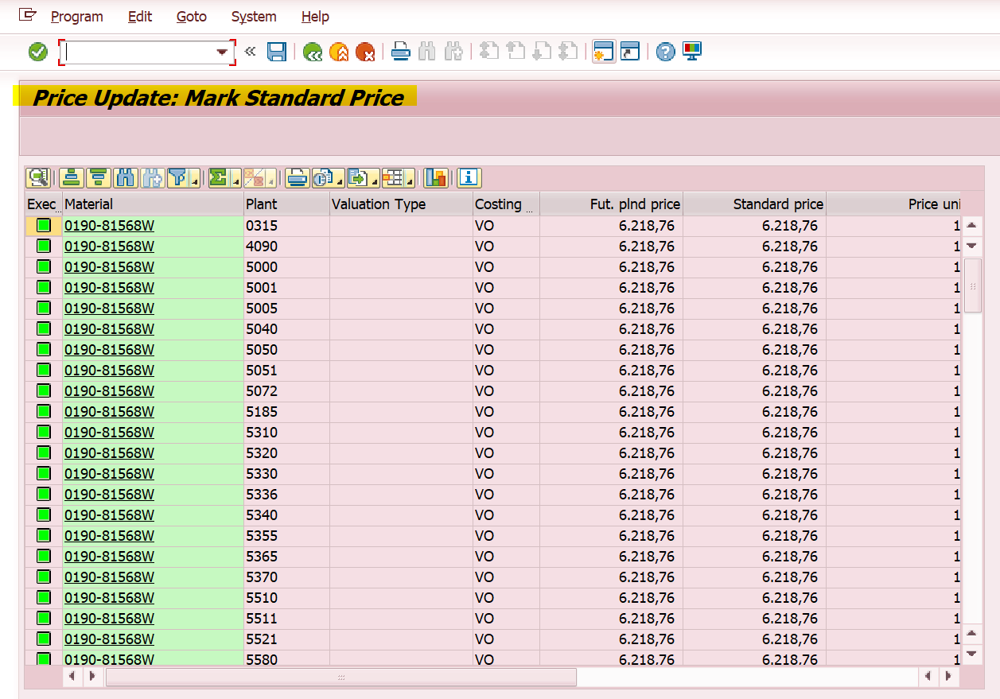 Program Edit Goto System Help
Price Update: Mark Standard Price
Exec... Material Plant Valuation Type Costing ... Fut. plnd price Standard price Price uni
0190-81568W 0315 VO 6.218,76 6.218,76 1
0190-81568W 4090 VO 6.218,76 6.218,76 1
0190-81568W 5000 VO 6.218,76 6.218,76 1
0190-81568W 5001 VO 6.218,76 6.218,76 1
0190-81568W 5005 VO 6.218,76 6.218,76 1
0190-81568W 5040 VO 6.218,76 6.218,76 1
0190-81568W 5050 VO 6.218,76 6.218,76 1
0190-81568W 5051 VO 6.218,76 6.218,76 1
0190-81568W 5072 VO 6.218,76 6.218,76 1
0190-81568W 5185 VO 6.218,76 6.218,76 1
0190-81568W 5310 VO 6.218,76 6.218,76 1
0190-81568W 5320 VO 6.218,76 6.218,76 1
0190-81568W 5330 VO 6.218,76 6.218,76 1
0190-81568W 5336 VO 6.218,76 6.218,76 1
0190-81568W 5340 VO 6.218,76 6.218,76 1
0190-81568W 5355 VO 6.218,76 6.218,76 1
0190-81568W 5365 VO 6.218,76 6.218,76 1
0190-81568W 5370 VO 6.218,76 6.218,76 1
0190-81568W 5510 VO 6.218,76 6.218,76 1
0190-81568W 5511 VO 6.218,76 6.218,76 1
0190-81568W 5521 VO 6.218,76 6.218,76 1
0190-81568W 5580 VO 6.218,76 6.218,76 1